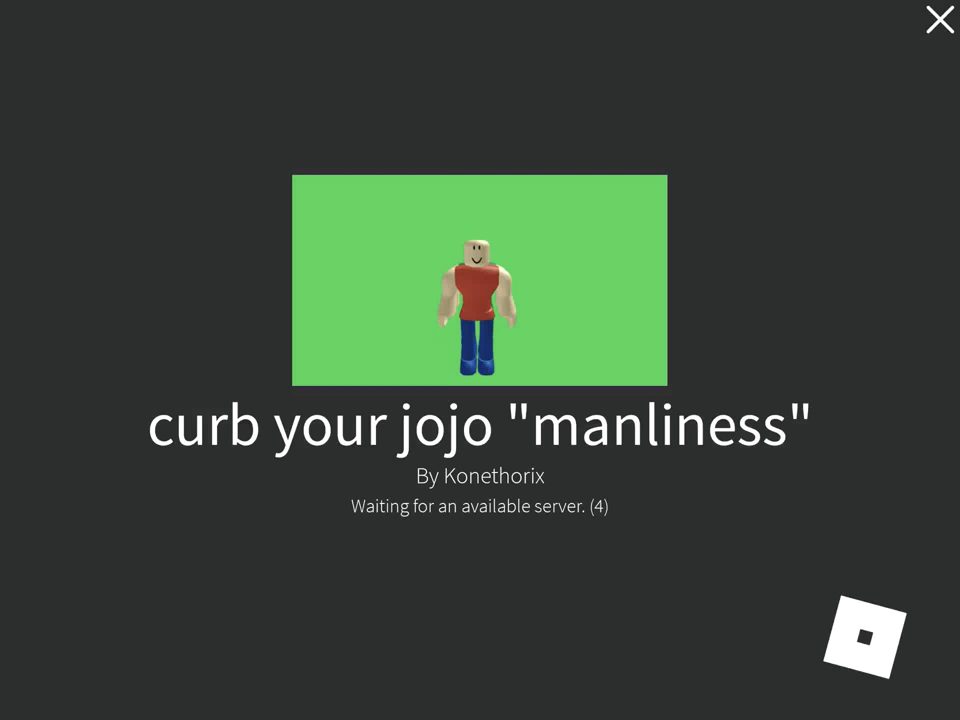 curb your jojo "manliness"
By Konethorix
Waiting for an available server. (4)